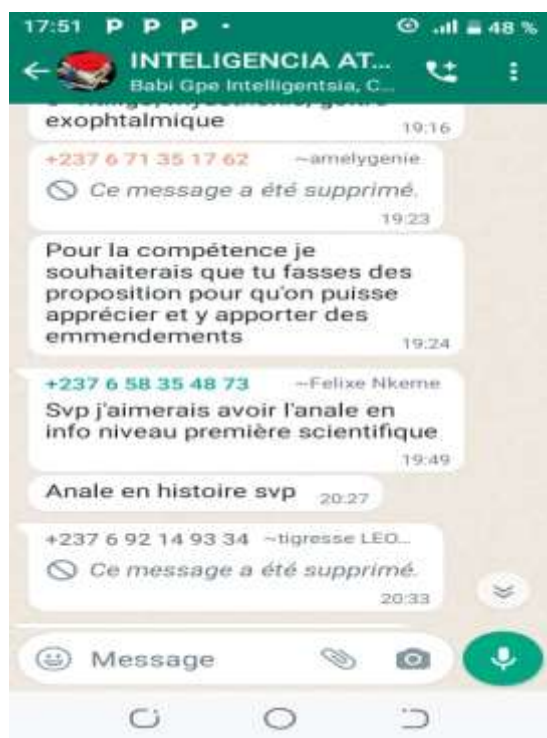 17:51 P P P • 48 %
INTELIGENCIA AT...
Babi Gpe Intelligentsia, C...
exophtalmique
19:16
+237 6 71 35 17 62 ~amelygenie
Ce message a été supprimé.
19:23
Pour la compétence je
souhaiterais que tu fasses des
proposition pour qu'on puisse
apprécier et y apporter des
emmendements
19:24
+237 6 58 35 48 73 ~Felixe Nkeme
Svp j'aimerais avoir l'anale en
info niveau première scientifique
19:49
Anale en histoire svp 20:27
+237 6 92 14 93 34 ~tigresse LEO...
Ce message a été supprimé.
20:33
Message